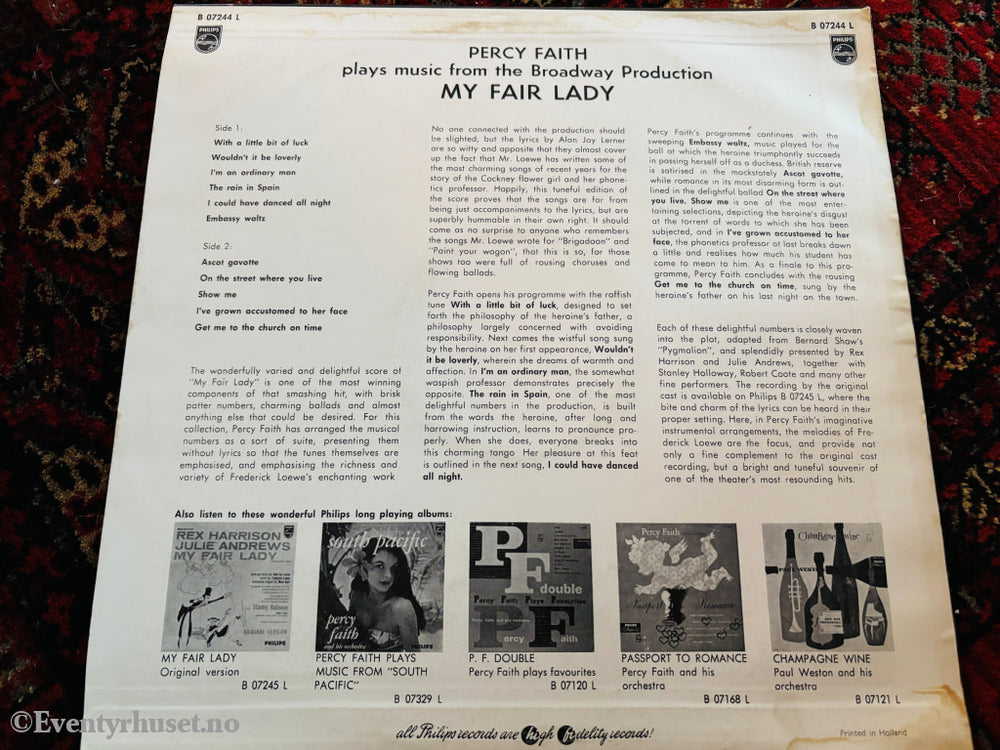 B 07244 L
B 07244 L
PHILIPS
PHILIPS
PERCY FAITH
plays music from the Broadway Production
MY FAIR LADY
Side 1:
With a little bit of luck
Wouldn't it be loverly
I'm an ordinary man
The rain in Spain
I could have danced all night
Embassy waltz
Side 2:
Ascot gavotte
On the street where you live
Show me
I've grown accustomed to her face
Get me to the church on time
The wonderfully varied and delightful score of
"My Fair Lady" is one of the most winning
components of that smashing hit, with brisk
patter numbers, charming ballads and almost
anything else that could be desired. For this
collection, Percy Faith has arranged the musical
numbers as a sort of suite, presenting them
without lyrics so that the tunes themselves are
emphasised, and emphasising the richness and
variety of Frederick Loewe's enchanting work
No one connected with the production should
be slighted, but the lyrics by Alan Jay Lerner
are so witty and apposite that they almost cover
up the fact that Mr. Loewe has written some of
the most charming songs of recent years for the
story of the Cockney flower girl and her phone-
tics professor. Happily, this tuneful edition of
the score proves that the songs are far from
being just accompaniments to the lyrics, but are
superbly hummable in their own right. It should
come as no surprise to anyone who remembers
the songs Mr. Loewe wrote for "Brigadoon" and
"Paint your wagon", that this is so, for those
shows too were full of rousing choruses and
flowing ballads.
Percy Faith opens his programme with the raffish
tune With a little bit of luck, designed to set
forth the philosophy of the heroine's father, a
philosophy largely concerned with avoiding
responsibility. Next comes the wistful song sung
by the heroine on her first appearance, Wouldn't
it be loverly, wherein she dreams of warmth and
affection. In I'm an ordinary man, the somewhat
waspish professor demonstrates precisely the
opposite. The rain in Spain, one of the most
delightful numbers in the production, is built
from the words the heroine, after long and
harrowing instruction, learns to pronounce pro-
perly. When she does, everyone breaks into
this charming tango. Her pleasure at this feat
is outlined in the next song, I could have danced
all night.
Percy Faith's programme continues with the
sweeping Embassy waltz, music played for the
ball at which the heroine triumphantly succeeds
in passing herself off as a duchess. British reserve
is satirised in the mockstately Ascot gavotte,
while romance in its most disarming form is out-
lined in the delightful ballad On the street where
you live. Show me is one of the most enter-
taining selections, depicting the heroine's disgust
at the torrent of words to which she has been
subjected, and in I've grown accustomed to her
face, the phonetics professor at last breaks down
a little and realises how much his student has
come to mean to him. As a finale to this pro-
gramme, Percy Faith concludes with the rousing
Get me to the church on time, sung by the
heroine's father on his last night on the town.
Each of these delightful numbers is closely woven
into the plot, adapted from Bernard Shaw's
"Pygmalion", and splendidly presented by Rex
Harrison and Julie Andrews, together with
Stanley Holloway, Robert Coote and many other
fine performers. The recording by the original
cast is available on Philips B 07245 L, where the
bite and charm of the lyrics can be heard in their
proper setting. Here, in Percy Faith's imaginative
instrumental arrangements, the melodies of Fre-
derick Loewe are the focus, and provide not
only a fine complement to the original cast
recording, but a bright and tuneful souvenir of
one of the theater's most resounding hits.
Also listen to these wonderful Philips long playing albums:
REX HARRISON
JULIE ANDREWS
MY FAIR LADY
Stanley Holloway
ORIGINAL VERSION
PHILIPS
south pacific
percy
faith
and his orchestra
PHILIPS
PF
double
Percy Faith Plays Favourites
PF
Percy Faith
Percy Faith
Passport to Romance
Champagne wine
PAUL WESTON
MY FAIR LADY
Original version
B 07245 L
PERCY FAITH PLAYS
MUSIC FROM "SOUTH
PACIFIC"
B 07329 L
P. F. DOUBLE
Percy Faith plays favourites
B 07120 L
PASSPORT TO ROMANCE
Percy Faith and his
orchestra
B 07168 L
CHAMPAGNE WINE
Paul Weston and his
orchestra
B 07121 L
all Philips records are high fidelity records!
Printed in Holland
©Eventyrhuset.no